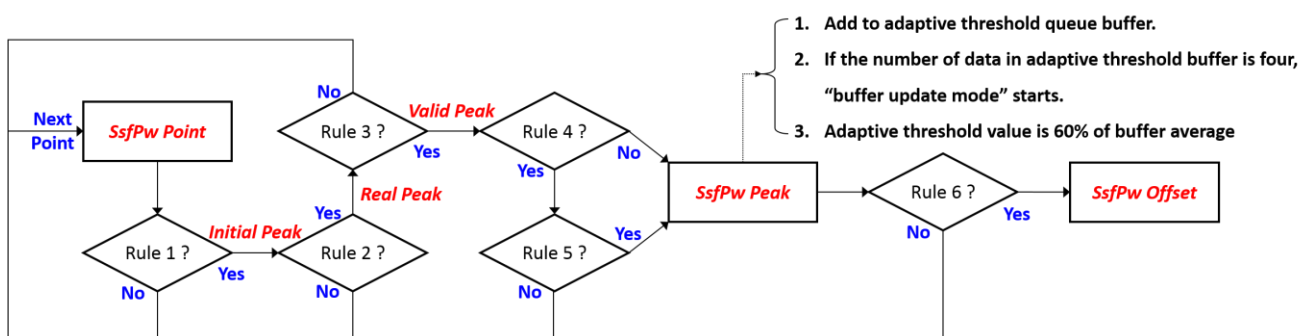 1. Add to adaptive threshold queue buffer.
2. If the number of data in adaptive threshold buffer is four,
“buffer update mode” starts.
3. Adaptive threshold value is 60% of buffer average
Next
Point
SsfPw Point
No
Rule 3 ?
Yes
Valid Peak
Rule 4 ?
No
Yes
SsfPw Peak
Rule 6 ?
Yes
No
SsfPw Offset
Real Peak
Yes
Initial Peak
Rule 1 ?
Yes
No
Rule 2 ?
No
Rule 5 ?
Yes
No